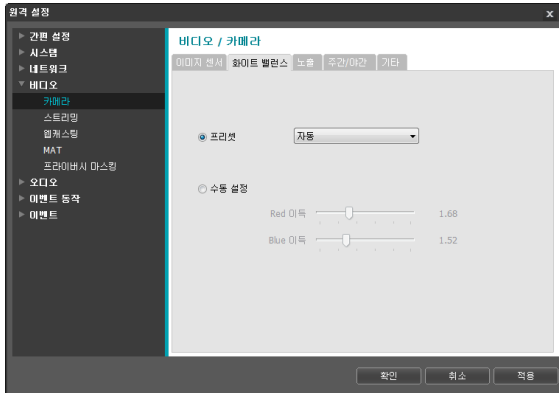 원격 설정
x
간편 설정
시스템
네트워크
비디오
카메라
스트리밍
웹캐스팅
MAT
프라이버시 마스킹
오디오
이벤트 동작
이벤트
비디오 / 카메라
이미지 센서 화이트 밸런스 노출 주간/야간 기타
프리셋 자동
수동 설정
Red 이득 1.68
Blue 이득 1.52
확인 취소 적용